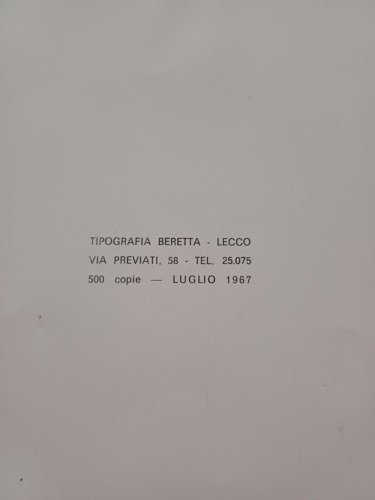 TIPOGRAFIA BERETTA - LECCO
VIA PREVIATI, 58 - TEL. 25.075
500 copie — LUGLIO 1967